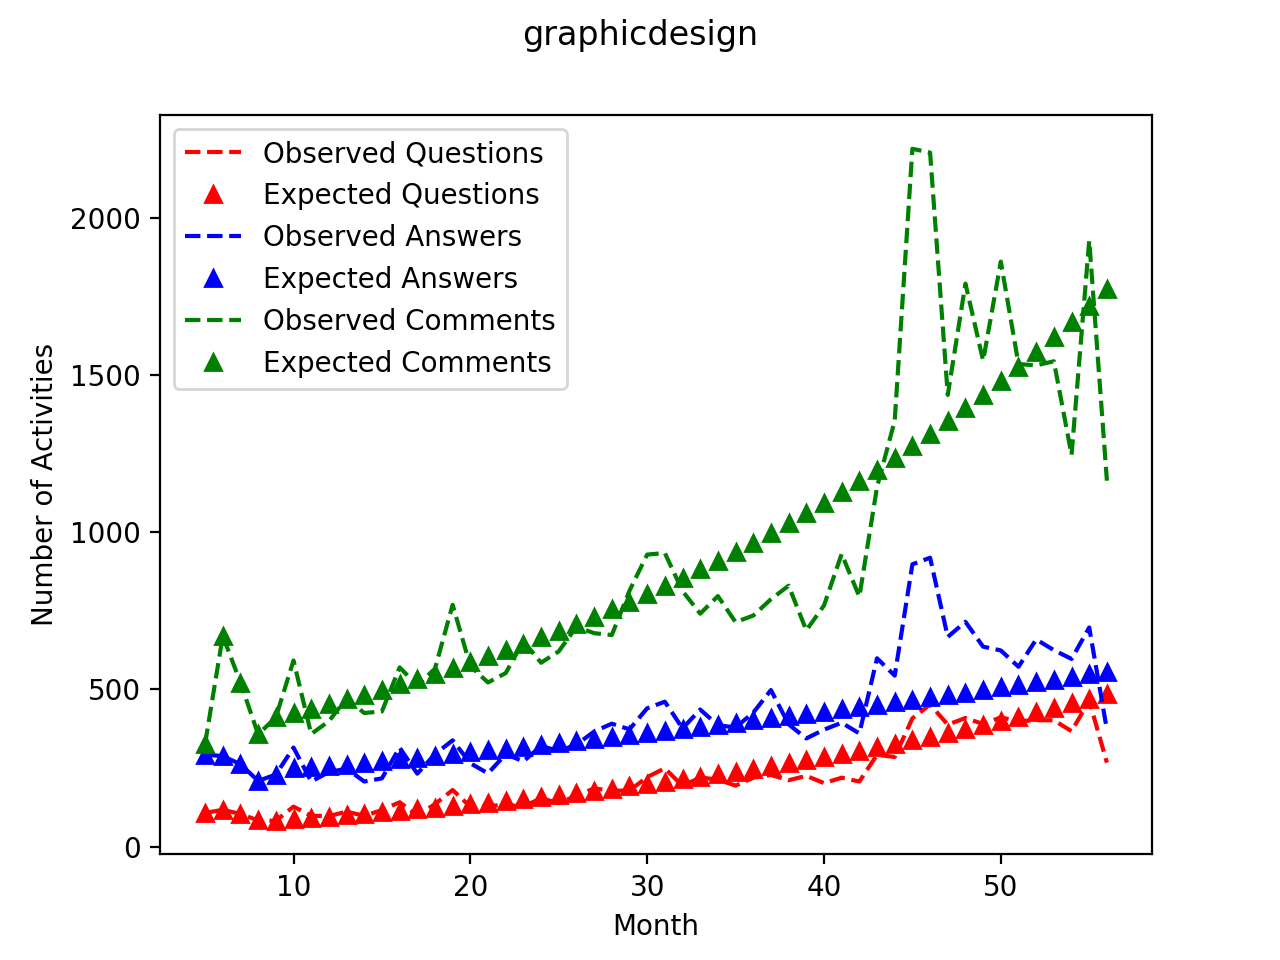 graphicdesign
Observed Questions
Expected Questions
Observed Answers
Expected Answers
Observed Comments
Expected Comments
Number of Activities
2000
1500
1000
500
0
10 20 30 40 50
Month